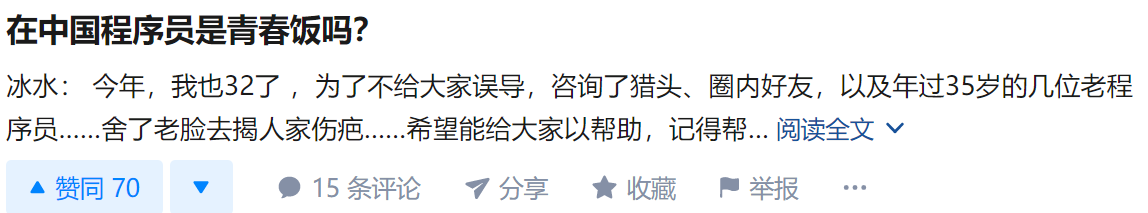 在中国程序员是青春饭吗?
冰水： 今年，我也32了 ，为了不给大家误导，咨询了猎头、圈内好友，以及年过35岁的几位老程
序员……舍了老脸去揭人家伤疤……希望能给大家以帮助，记得帮... 阅读全文
赞同 70 15 条评论 分享 收藏 举报 ...